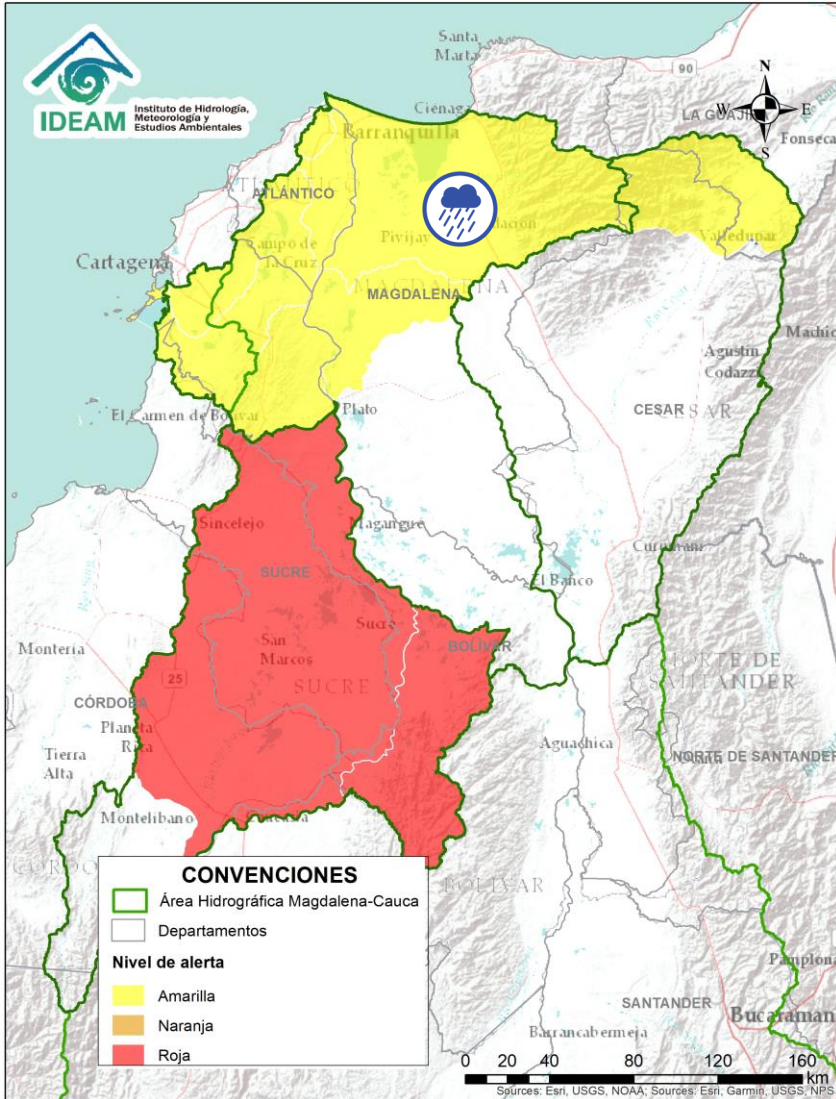 IDEAM
Instituto de Hidrología,
Meteorología y
Estudios Ambientales
Santa
Marta
90
N
W
E
S
Ciénaga
LA GUAJIR
Fonseca
Barranquilla
ATLÁNTICO
Pivijay
Valledupar
Campo de
la Cruz
Cartagena
MAGDALENA
Agustín
Codazzi
El Carmen de Bolívar
Plato
CESAR
CESAR
Sincelejo
Magangué
SUCRE
El Banco
Sucre
BOLÍVAR
Montería
San
Marcos
SUCRE
NORTE DE
SANTANDER
25
CÓRDOBA
Planeta
Rica
Tierra
Alta
Aguachica
NORTE DE SANTANDER
Montelíbano
BOLÍVAR
CONVENCIONES
Área Hidrográfica Magdalena-Cauca
Departamentos
Nivel de alerta
Amarilla
Naranja
Roja
Pamplona
SANTANDER
Bucaraman
Barrancabermeja
0 20 40 80 120 160
km
Sources: Esri, USGS, NOAA; Sources: Esri, Garmin, USGS, NPS